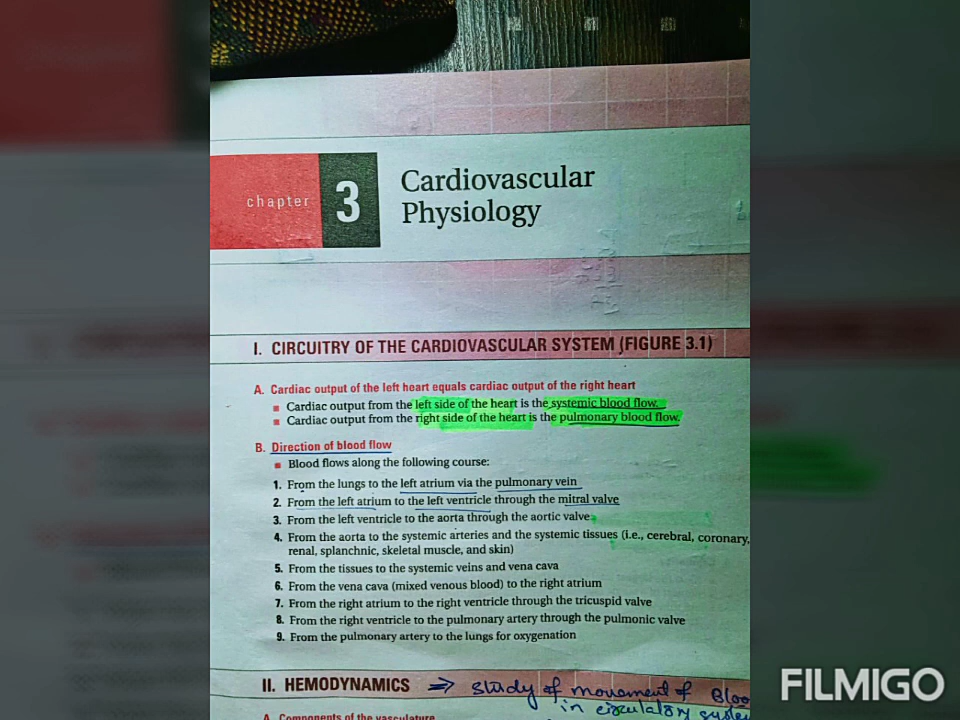 chapter 3
Cardiovascular
Physiology
I. CIRCUITRY OF THE CARDIOVASCULAR SYSTEM (FIGURE 3.1)
A. Cardiac output of the left heart equals cardiac output of the right heart
■ Cardiac output from the left side of the heart is the systemic blood flow.
■ Cardiac output from the right side of the heart is the pulmonary blood flow.
B. Direction of blood flow
■ Blood flows along the following course:
1. From the lungs to the left atrium via the pulmonary vein
2. From the left atrium to the left ventricle through the mitral valve
3. From the left ventricle to the aorta through the aortic valve
4. From the aorta to the systemic arteries and the systemic tissues (i.e., cerebral, coronary,
renal, splanchnic, skeletal muscle, and skin)
5. From the tissues to the systemic veins and vena cava
6. From the vena cava (mixed venous blood) to the right atrium
7. From the right atrium to the right ventricle through the tricuspid valve
8. From the right ventricle to the pulmonary artery through the pulmonic valve
9. From the pulmonary artery to the lungs for oxygenation
II. HEMODYNAMICS ⇒ study of movement of Bloo
in circulatory system
A. Components of the vasculature
FILMIGO